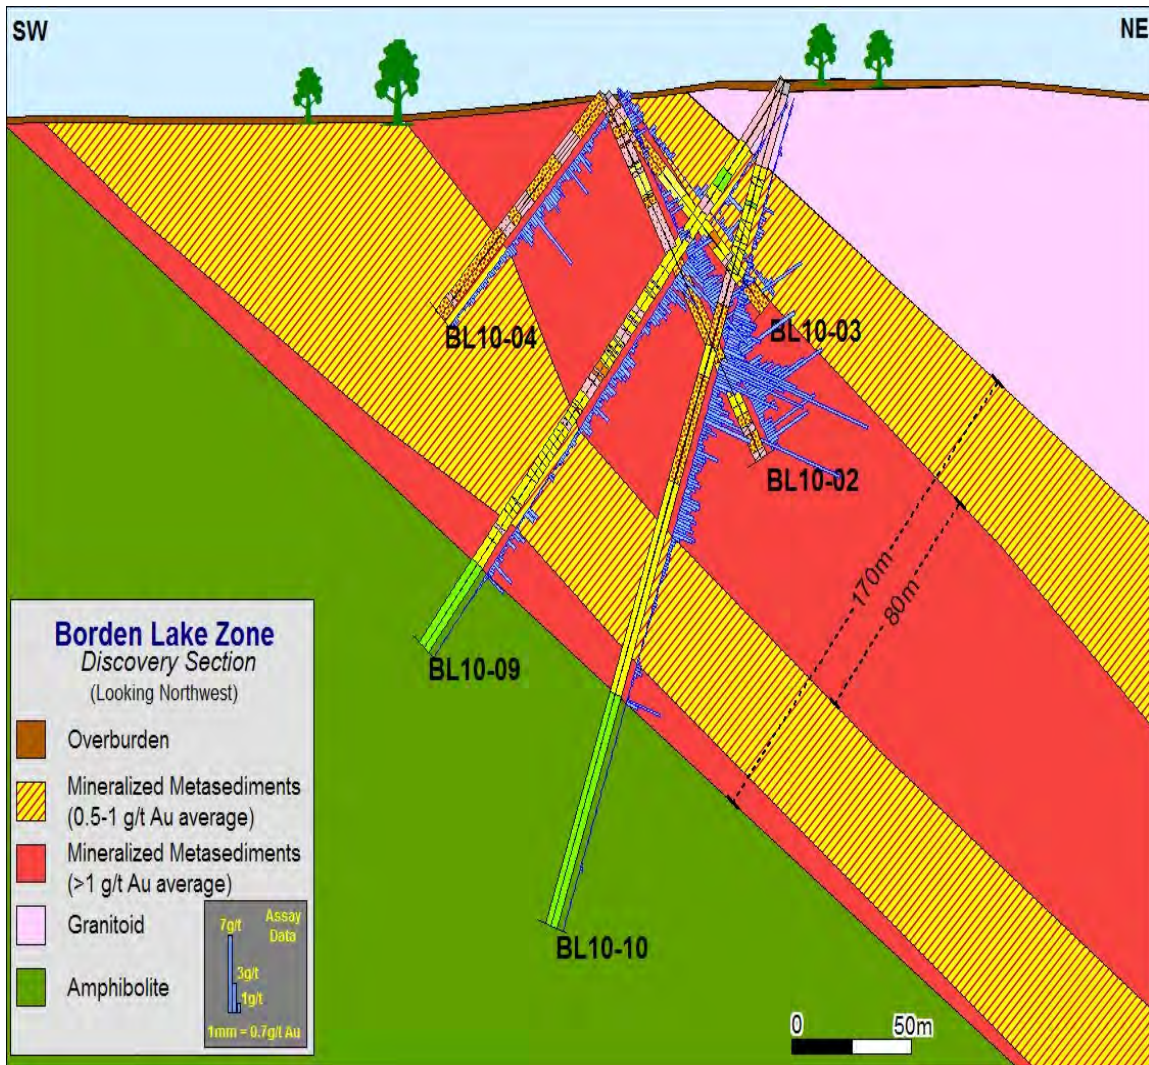 SW
NE
BL10-04
BL10-03
BL10-02
170m
80m
BL10-09
BL10-10
Borden Lake Zone
Discovery Section
(Looking Northwest)
Overburden
Mineralized Metasediments
(0.5-1 g/t Au average)
Mineralized Metasediments
(>1 g/t Au average)
Granitoid
Amphibolite
Assay
Data
7g/t
3g/t
1g/t
1mm = 0.7g/t Au
0 50m